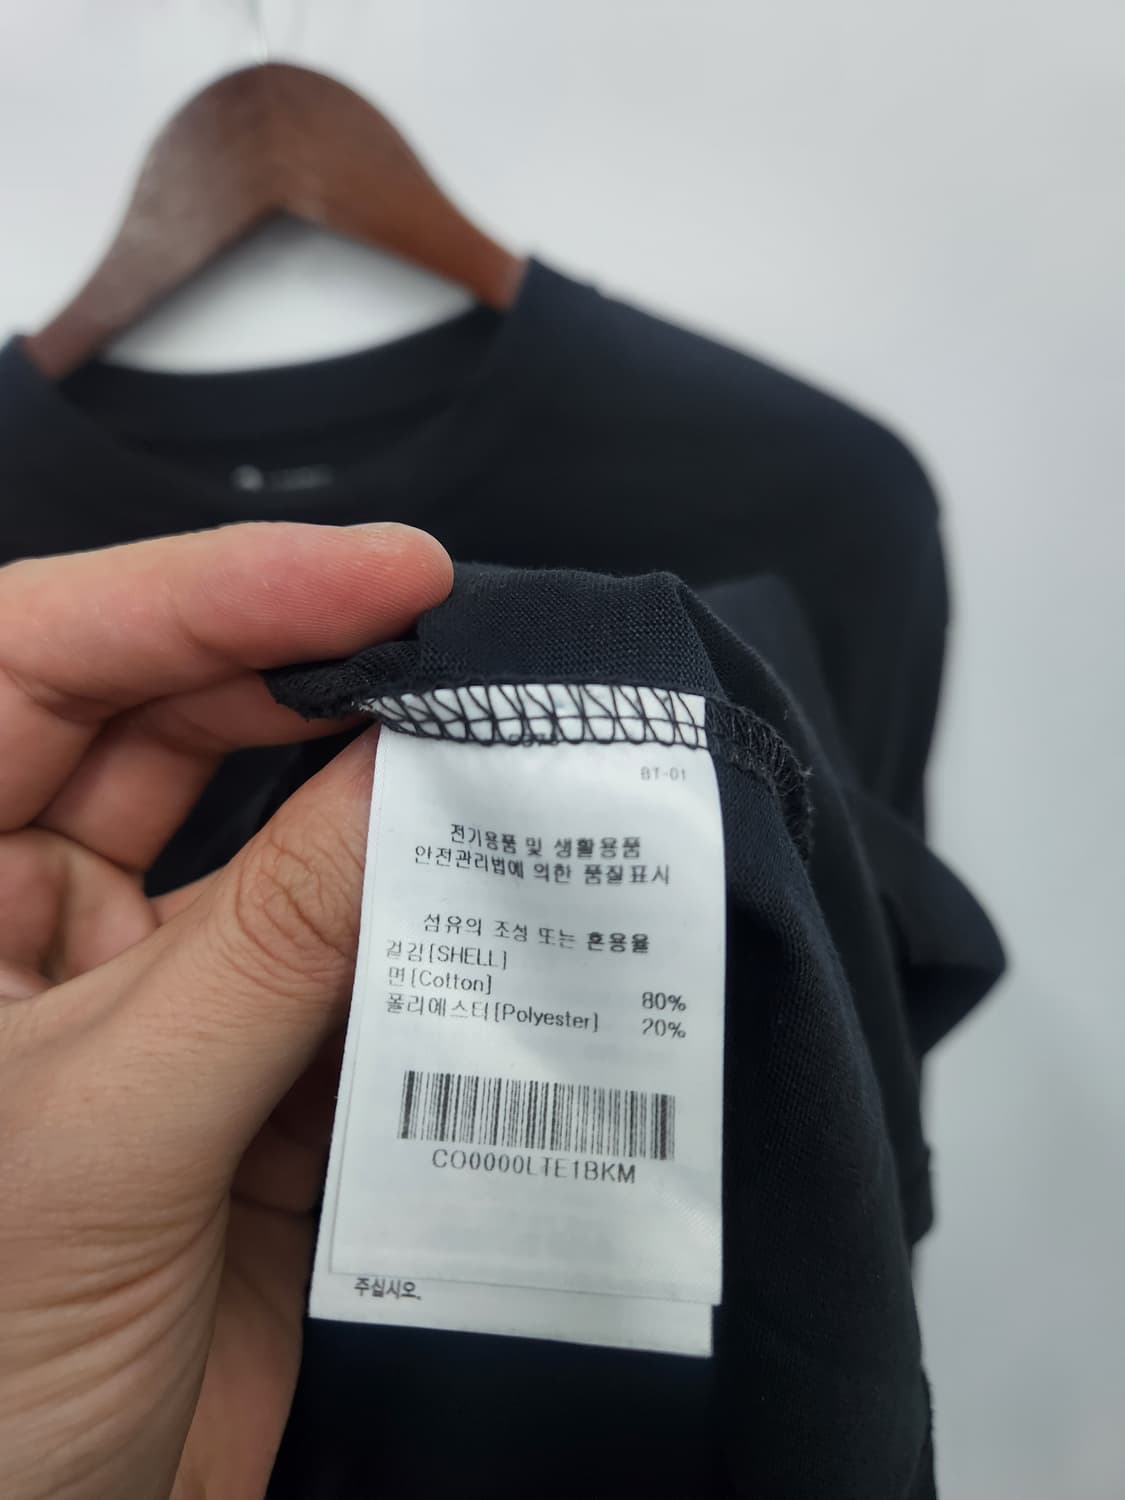 BT-01
전기용품 및 생활용품
안전관리법에 의한 품질표시
섬유의 조성 또는 혼용율
겉감[SHELL]
면[Cotton] 80%
폴리에스터[Polyester] 20%
CO0000LTE1BKM
주십시오.